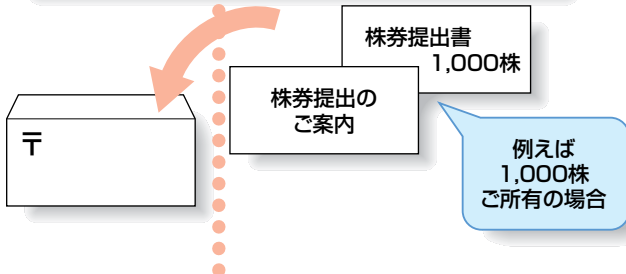 株券提出書
1,000株
株券提出の
ご案内
〒
例えば
1,000株
ご所有の場合